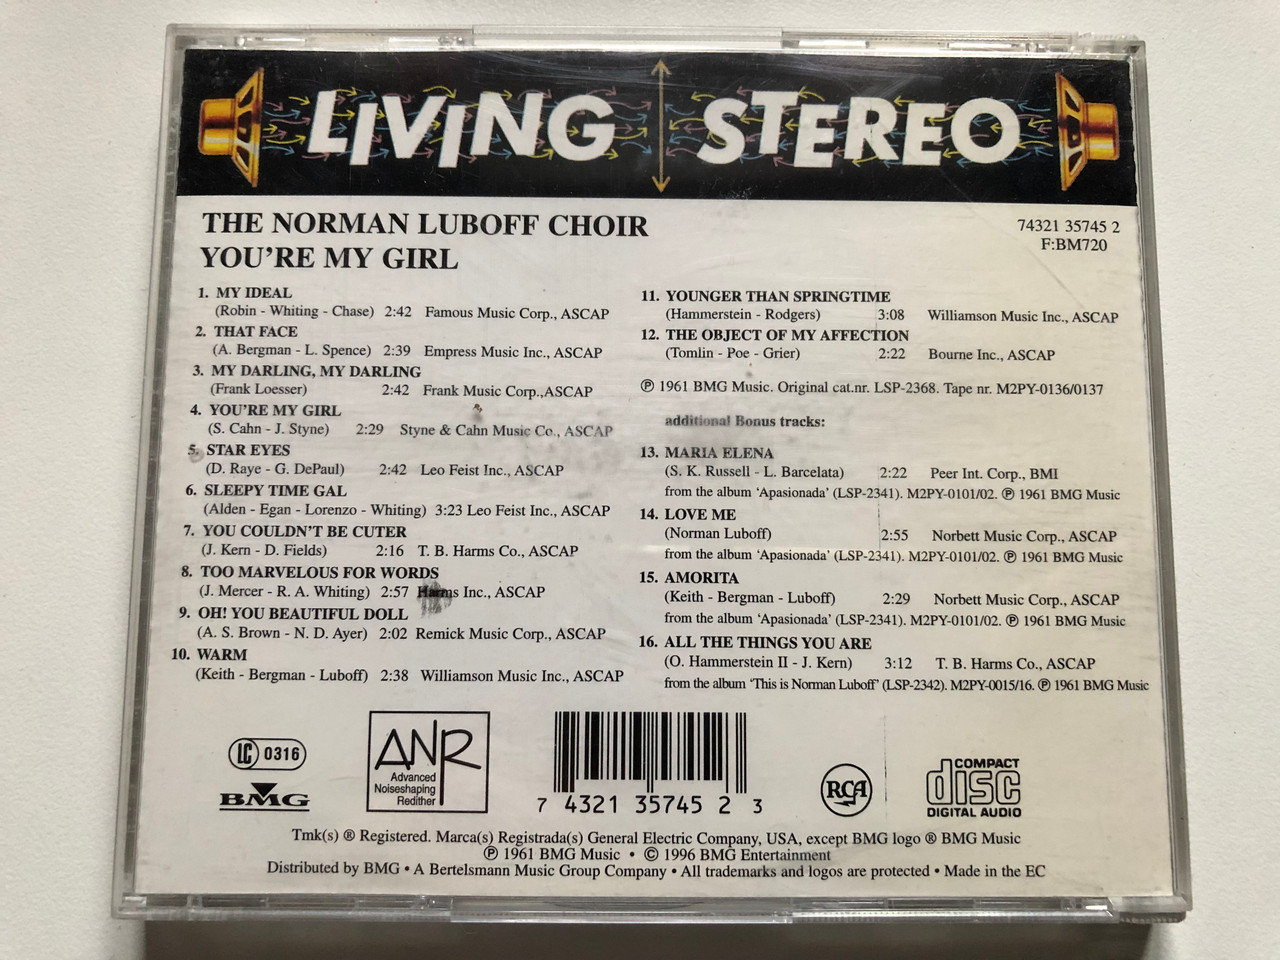 LIVING STEREO
THE NORMAN LUBOFF CHOIR
YOU'RE MY GIRL
74321 35745 2
F:BM720
1. MY IDEAL
(Robin - Whiting - Chase) 2:42 Famous Music Corp., ASCAP
2. THAT FACE
(A. Bergman - L. Spence) 2:39 Empress Music Inc., ASCAP
3. MY DARLING, MY DARLING
(Frank Loesser) 2:42 Frank Music Corp.,ASCAP
4. YOU'RE MY GIRL
(S. Cahn - J. Styne) 2:29 Styne & Cahn Music Co., ASCAP
5. STAR EYES
(D. Raye - G. DePaul) 2:42 Leo Feist Inc., ASCAP
6. SLEEPY TIME GAL
(Alden - Egan - Lorenzo - Whiting) 3:23 Leo Feist Inc., ASCAP
7. YOU COULDN'T BE CUTER
(J. Kern - D. Fields) 2:16 T. B. Harms Co., ASCAP
8. TOO MARVELOUS FOR WORDS
(J. Mercer - R. A. Whiting) 2:57 Harms Inc., ASCAP
9. OH! YOU BEAUTIFUL DOLL
(A. S. Brown - N. D. Ayer) 2:02 Remick Music Corp., ASCAP
10. WARM
(Keith - Bergman - Luboff) 2:38 Williamson Music Inc., ASCAP
11. YOUNGER THAN SPRINGTIME
(Hammerstein - Rodgers) 3:08 Williamson Music Inc., ASCAP
12. THE OBJECT OF MY AFFECTION
(Tomlin - Poe - Grier) 2:22 Bourne Inc., ASCAP
℗ 1961 BMG Music. Original cat.nr. LSP-2368. Tape nr. M2PY-0136/0137
additional Bonus tracks:
13. MARIA ELENA
(S. K. Russell - L. Barcelata) 2:22 Peer Int. Corp., BMI
from the album 'Apasionada' (LSP-2341). M2PY-0101/02. ℗ 1961 BMG Music
14. LOVE ME
(Norman Luboff) 2:55 Norbett Music Corp., ASCAP
from the album 'Apasionada' (LSP-2341). M2PY-0101/02. ℗ 1961 BMG Music
15. AMORITA
(Keith - Bergman - Luboff) 2:29 Norbett Music Corp., ASCAP
from the album 'Apasionada' (LSP-2341). M2PY-0101/02. ℗ 1961 BMG Music
16. ALL THE THINGS YOU ARE
(O. Hammerstein II - J. Kern) 3:12 T. B. Harms Co., ASCAP
from the album 'This is Norman Luboff' (LSP-2342). M2PY-0015/16. ℗ 1961 BMG Music
LC 0316
BMG
ANR
Advanced
Noiseshaping
Redither
7 4321 35745 2 3
RCA
COMPACT
disc
DIGITAL AUDIO
Tmk(s) ® Registered. Marca(s) Registrada(s) General Electric Company, USA, except BMG logo ® BMG Music
℗ 1961 BMG Music • © 1996 BMG Entertainment
Distributed by BMG • A Bertelsmann Music Group Company • All trademarks and logos are protected • Made in the EC